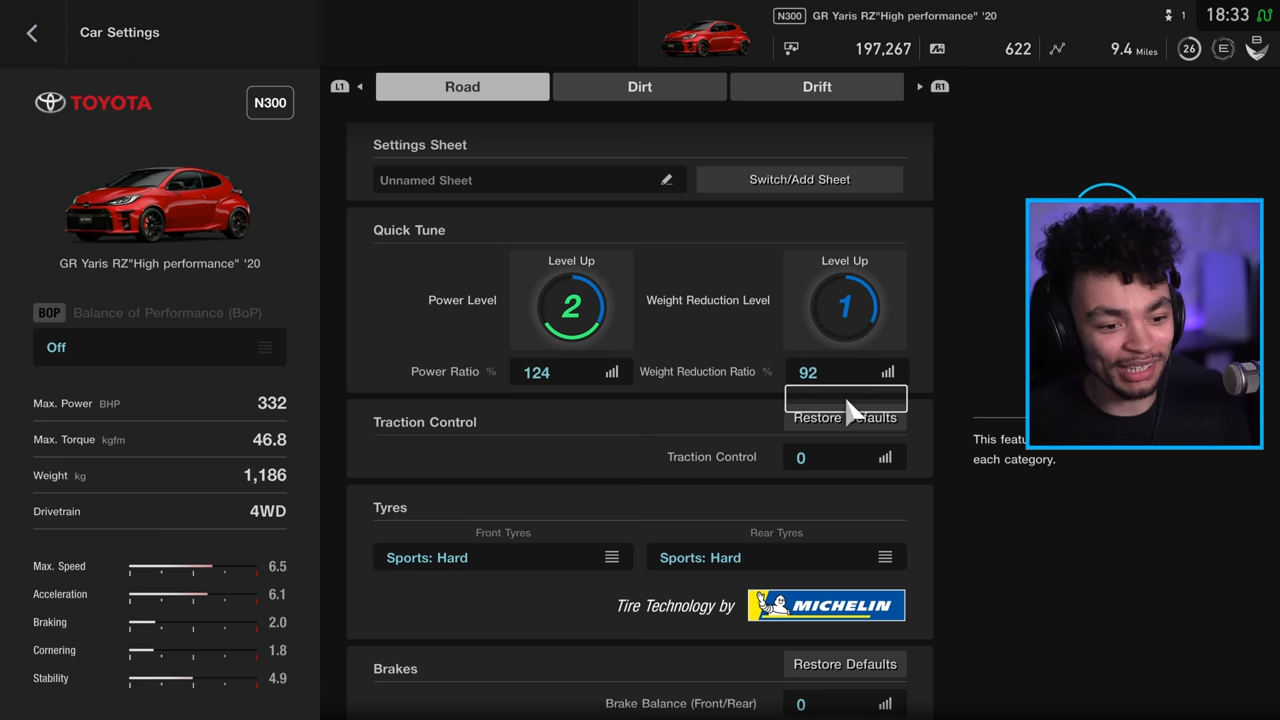 Car Settings
N300 GR Yaris RZ"High performance" '20
1 18:33
197,267 622 9.4 Miles 26 E B
L1 Road Dirt Drift R1
TOYOTA N300
GR Yaris RZ"High performance" '20
BOP Balance of Performance (BoP)
Off
Max. Power BHP 332
Max. Torque kgfm 46.8
Weight kg 1,186
Drivetrain 4WD
Max. Speed 6.5
Acceleration 6.1
Braking 2.0
Cornering 1.8
Stability 4.9
Settings Sheet
Unnamed Sheet Switch/Add Sheet
Quick Tune
Level Up Level Up
Power Level 2 Weight Reduction Level 1
Power Ratio % 124 Weight Reduction Ratio % 92
Traction Control Restore Defaults
Traction Control 0
Tyres
Front Tyres Rear Tyres
Sports: Hard Sports: Hard
Tire Technology by MICHELIN
Brakes Restore Defaults
Brake Balance (Front/Rear) 0
This featu
each category.